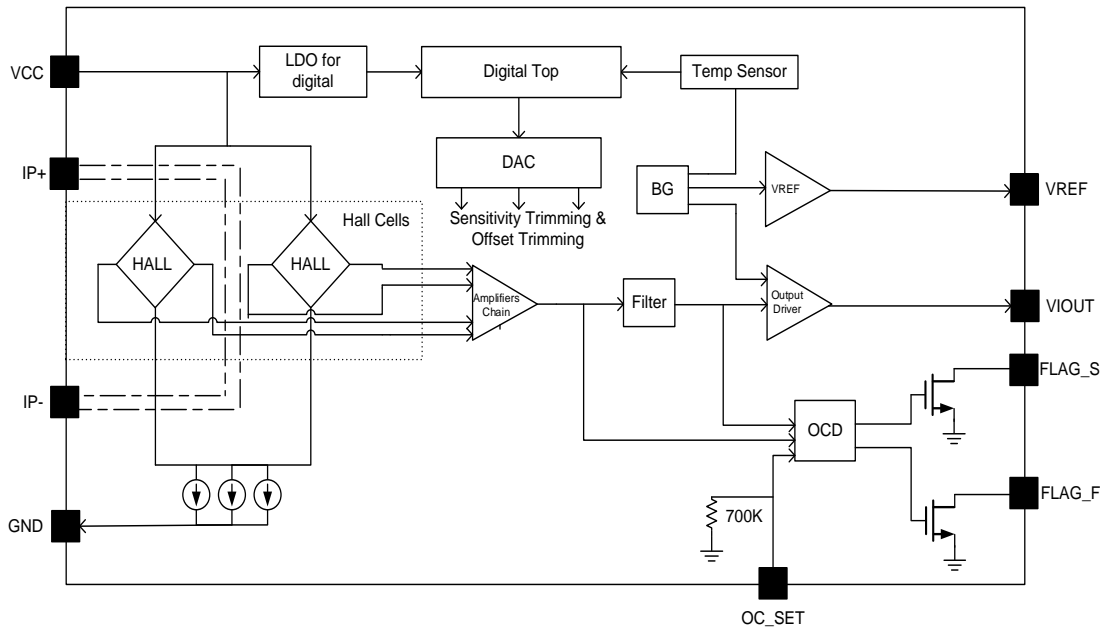 VCC
LDO for
digital
Digital Top
Temp Sensor
IP+
DAC
BG
VREF
VREF
Hall Cells
Sensitivity Trimming &
Offset Trimming
HALL
HALL
Amplifiers
Chain
Filter
Output
Driver
VIOUT
FLAG_S
IP-
OCD
FLAG_F
GND
700K
OC_SET